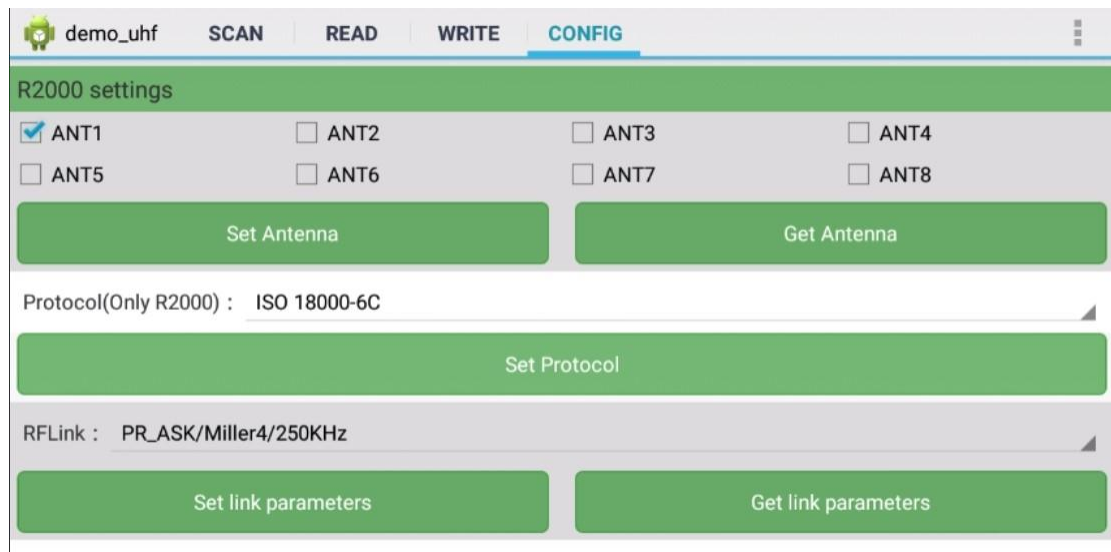 demo_uhf SCAN READ WRITE CONFIG
R2000 settings
ANT1 ANT2 ANT3 ANT4
ANT5 ANT6 ANT7 ANT8
Set Antenna Get Antenna
Protocol(Only R2000) : ISO 18000-6C
Set Protocol
RFLink : PR_ASK/Miller4/250KHz
Set link parameters Get link parameters